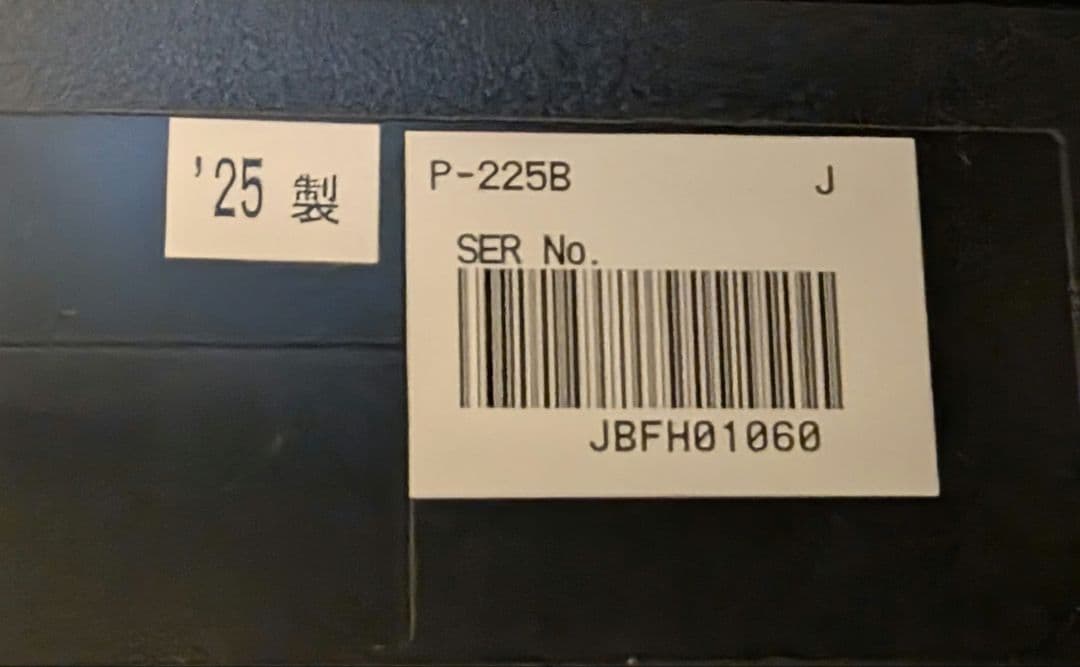 '25 製
P-225B J
SER No.
JBFH01060